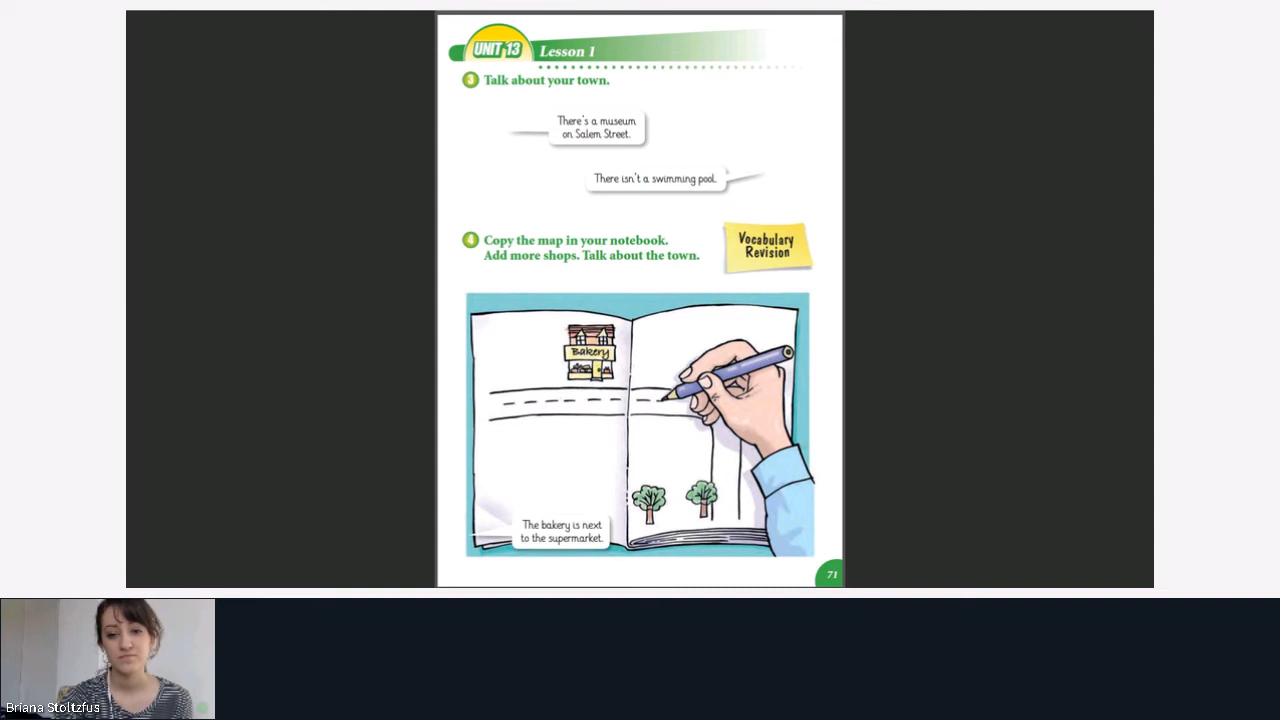 UNIT 13
Lesson 1
3 Talk about your town.
There's a museum
on Salem Street.
There isn't a swimming pool.
4 Copy the map in your notebook.
Add more shops. Talk about the town.
Vocabulary
Revision
Bakery
The bakery is next
to the supermarket.
71
Briana Stoltzfus